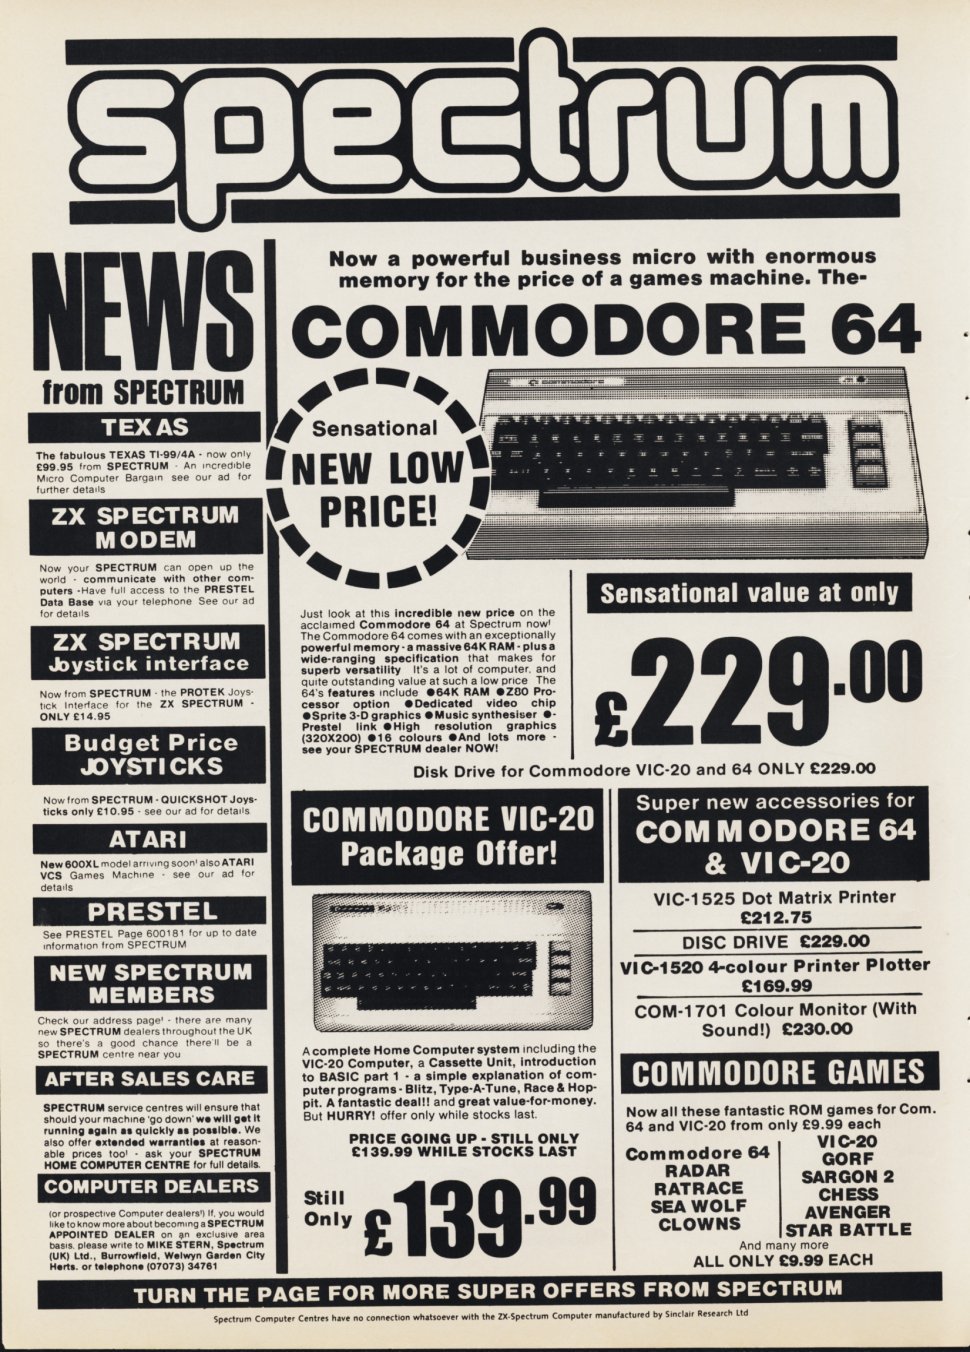 spectrum
NEWS
from SPECTRUM
TEXAS
The fabulous TEXAS TI-99/4A - now only
£99.95 from SPECTRUM - An incredible
Micro Computer Bargain see our ad for
further details
ZX SPECTRUM
MODEM
Now your SPECTRUM can open up the
world - communicate with other com-
puters -Have full access to the PRESTEL
Data Base via your telephone See our ad
for details
ZX SPECTRUM
Joystick interface
Now from SPECTRUM - the PROTEK Joys-
tick Interface for the ZX SPECTRUM -
ONLY £14.95
Budget Price
JOYSTICKS
Now from SPECTRUM - QUICKSHOT Joys-
ticks only £10.95 - see our ad for details
ATARI
New 600XL model arriving soon! also ATARI
VCS Games Machine - see our ad for
details
PRESTEL
See PRESTEL Page 600181 for up to date
information from SPECTRUM
NEW SPECTRUM
MEMBERS
Check our address page! - there are many
new SPECTRUM dealers throughout the UK
so there's a good chance there'll be a
SPECTRUM centre near you
AFTER SALES CARE
SPECTRUM service centres will ensure that
should your machine 'go down' we will get it
running again as quickly as possible. We
also offer extended warranties at reason-
able prices too! - ask your SPECTRUM
HOME COMPUTER CENTRE for full details.
COMPUTER DEALERS
(or prospective Computer dealers!) If, you would
like to know more about becoming a SPECTRUM
APPOINTED DEALER on an exclusive area
basis, please write to MIKE STERN, Spectrum
(UK) Ltd., Burrowfield, Welwyn Garden City
Herts. or telephone (07073) 34761
Now a powerful business micro with enormous
memory for the price of a games machine. The-
COMMODORE 64
Sensational
NEW LOW
PRICE!
commodore
Just look at this incredible new price on the
acclaimed Commodore 64 at Spectrum now!
The Commodore 64 comes with an exceptionally
powerful memory - a massive 64K RAM - plus a
wide-ranging specification that makes for
superb versatility It's a lot of computer, and
quite outstanding value at such a low price The
64's features include ●64K RAM ●Z80 Pro-
cessor option ●Dedicated video chip
●Sprite 3-D graphics ●Music synthesiser ●-
Prestel link ●High resolution graphics
(320X200) ●16 colours ●And lots more -
see your SPECTRUM dealer NOW!
Sensational value at only
£229.00
Disk Drive for Commodore VIC-20 and 64 ONLY £229.00
COMMODORE VIC-20
Package Offer!
A complete Home Computer system including the
VIC-20 Computer, a Cassette Unit, introduction
to BASIC part 1 - a simple explanation of com-
puter programs - Blitz, Type-A-Tune, Race & Hop-
pit. A fantastic deal!! and great value-for-money.
But HURRY! offer only while stocks last.
PRICE GOING UP - STILL ONLY
£139.99 WHILE STOCKS LAST
Still
Only £139.99
Super new accessories for
COMMODORE 64
& VIC-20
VIC-1525 Dot Matrix Printer
£212.75
DISC DRIVE £229.00
VIC-1520 4-colour Printer Plotter
£169.99
COM-1701 Colour Monitor (With
Sound!) £230.00
COMMODORE GAMES
Now all these fantastic ROM games for Com.
64 and VIC-20 from only £9.99 each
Commodore 64
RADAR
RATRACE
SEA WOLF
CLOWNS
VIC-20
GORF
SARGON 2
CHESS
AVENGER
STAR BATTLE
And many more
ALL ONLY £9.99 EACH
TURN THE PAGE FOR MORE SUPER OFFERS FROM SPECTRUM
Spectrum Computer Centres have no connection whatsoever with the ZX-Spectrum Computer manufactured by Sinclair Research Ltd